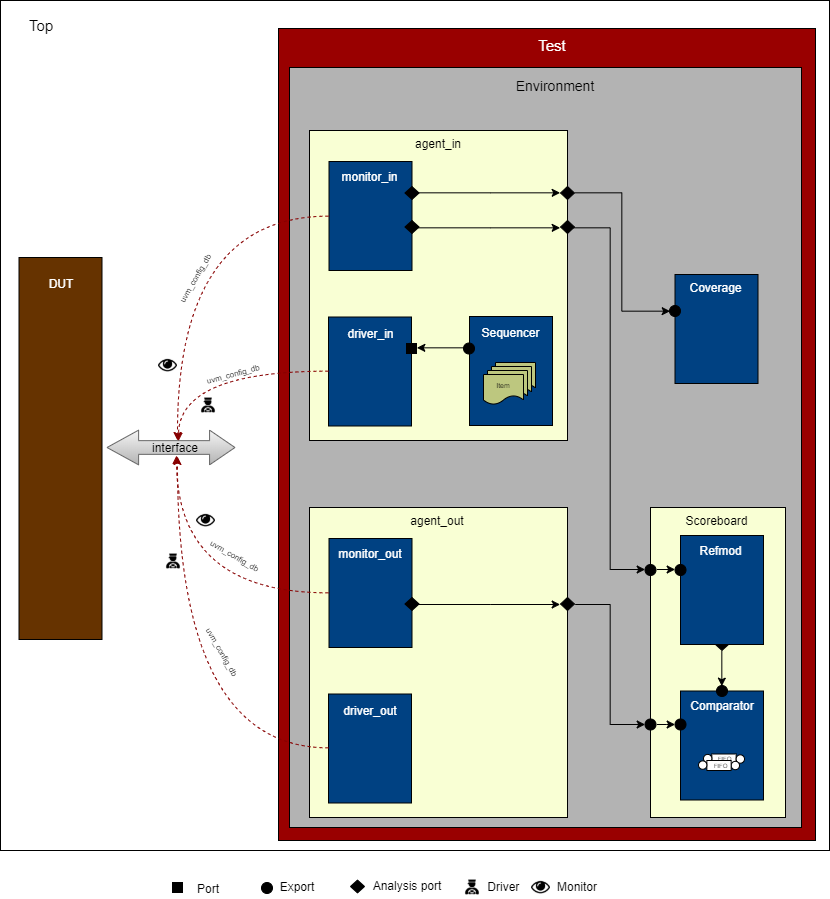 Top
Test
Environment
agent_in
monitor_in
uvm_config_db
DUT
Coverage
driver_in
Sequencer
uvm_config_db
Item
interface
agent_out
Scoreboard
monitor_out
Refmod
uvm_config_db
uvm_config_db
driver_out
Comparator
FIFO
FIFO
Port
Export
Analysis port
Driver
Monitor